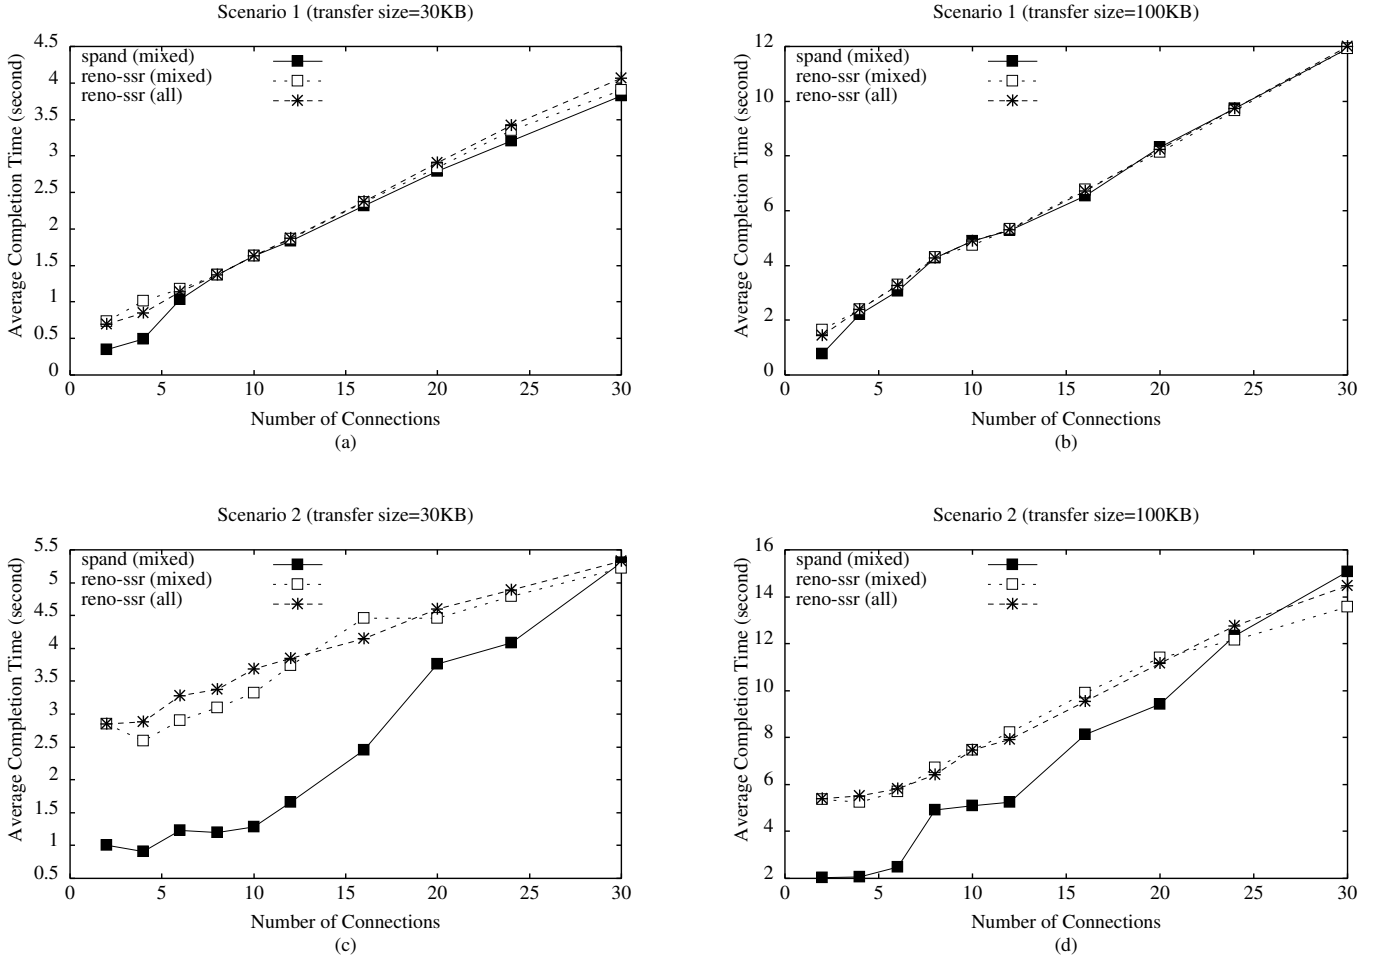 Scenario 1 (transfer size=30KB)
4.5
4
3.5
3
2.5
2
1.5
1
0.5
0
Average Completion Time (second)
spand (mixed)
reno-ssr (mixed)
reno-ssr (all)
0 5 10 15 20 25 30
Number of Connections
(a)
Scenario 1 (transfer size=100KB)
12
10
8
6
4
2
0
Average Completion Time (second)
spand (mixed)
reno-ssr (mixed)
reno-ssr (all)
0 5 10 15 20 25 30
Number of Connections
(b)
Scenario 2 (transfer size=30KB)
5.5
5
4.5
4
3.5
3
2.5
2
1.5
1
0.5
Average Completion Time (second)
spand (mixed)
reno-ssr (mixed)
reno-ssr (all)
0 5 10 15 20 25 30
Number of Connections
(c)
Scenario 2 (transfer size=100KB)
16
14
12
10
8
6
4
2
Average Completion Time (second)
spand (mixed)
reno-ssr (mixed)
reno-ssr (all)
0 5 10 15 20 25 30
Number of Connections
(d)